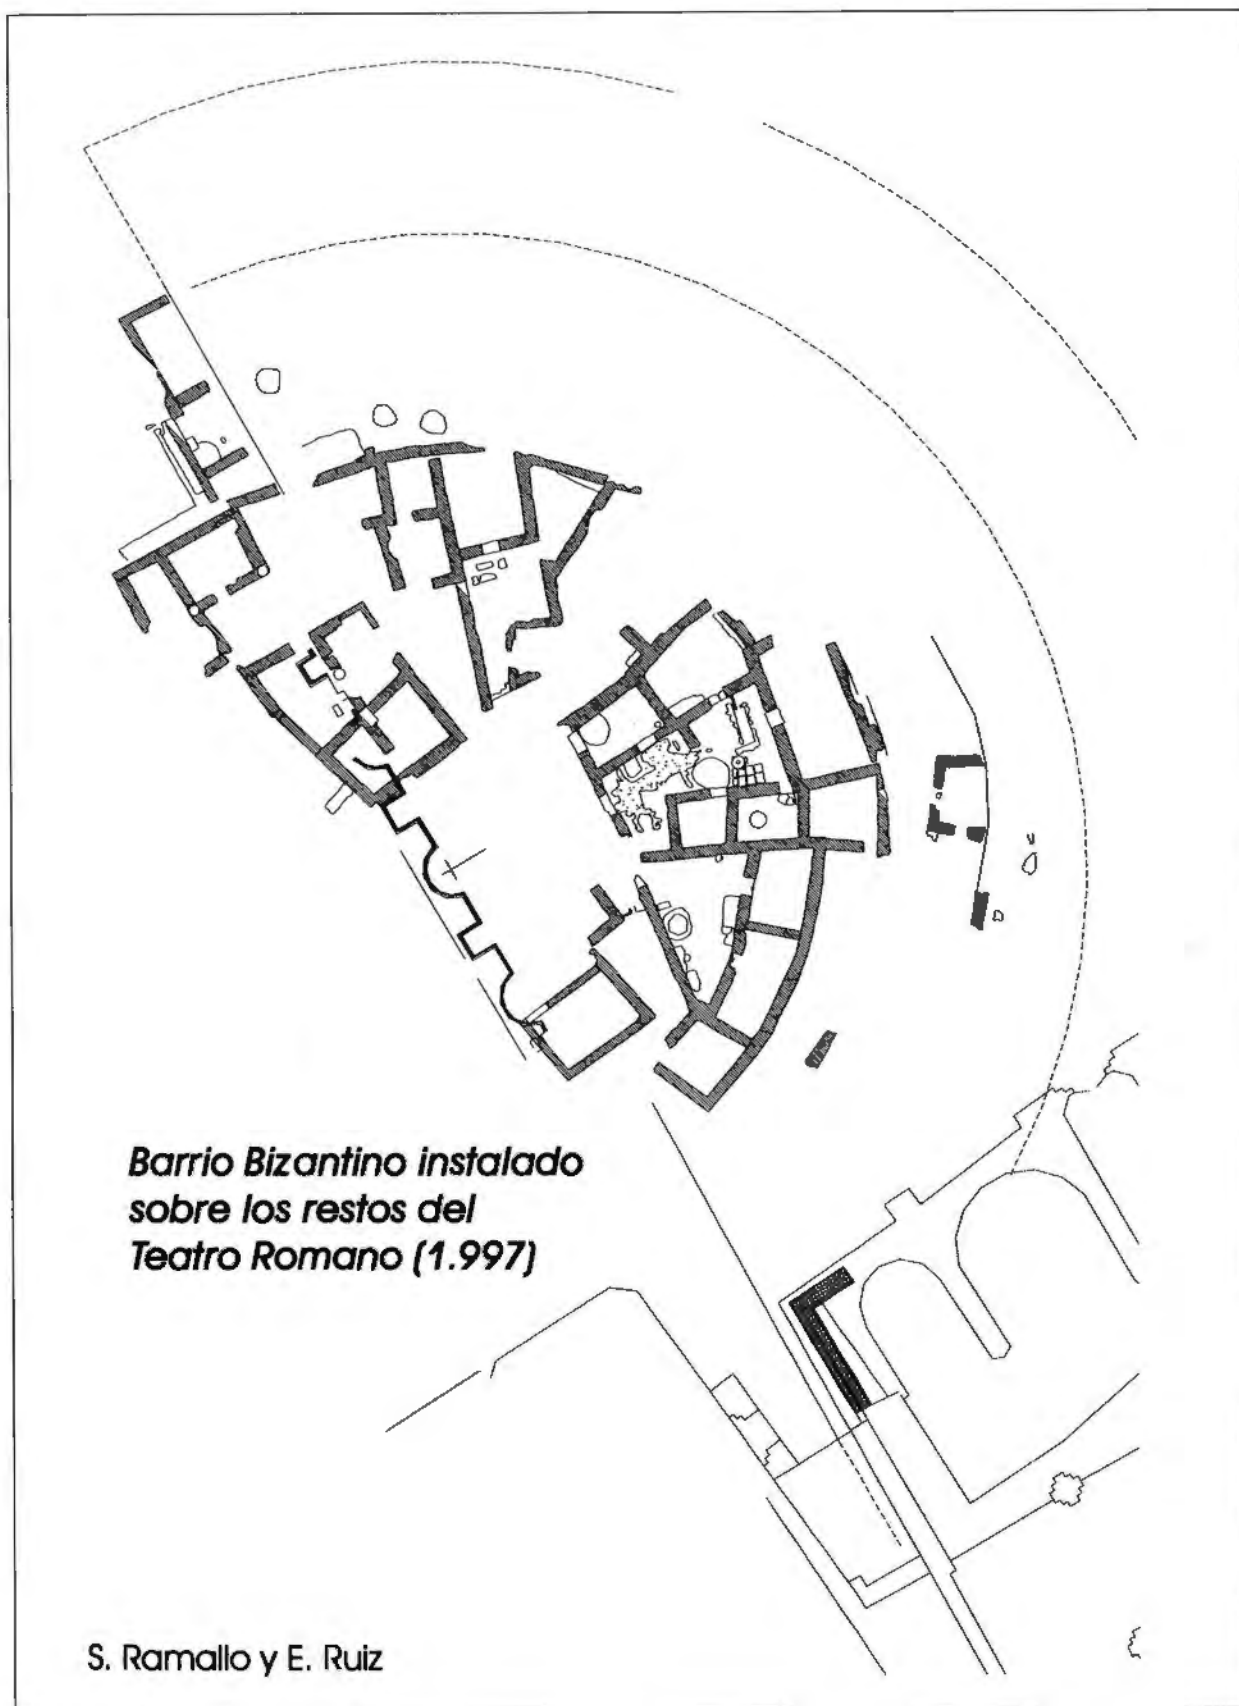 Barrio Bizantino instalado
sobre los restos del
Teatro Romano (1.997)
S. Ramallo y E. Ruiz